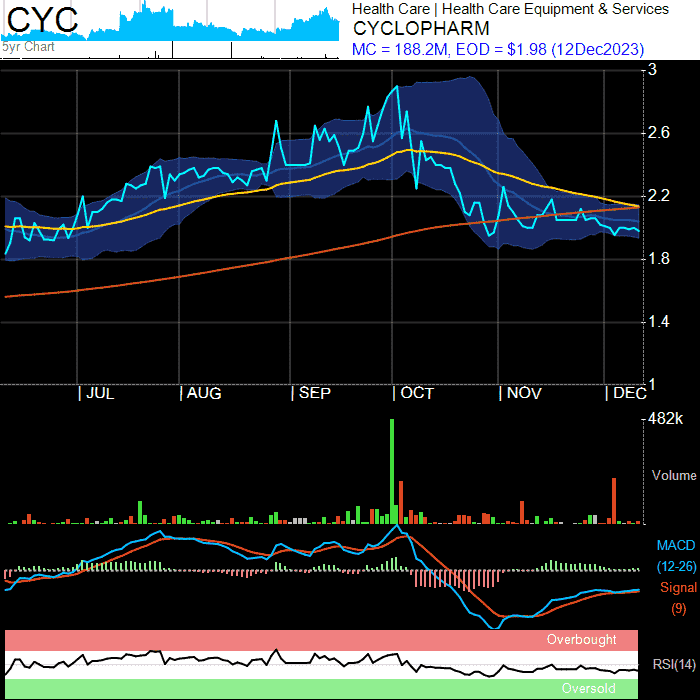 CYC
5yr Chart
Health Care | Health Care Equipment & Services
CYCLOPHARM
MC = 188.2M, EOD = $1.98 (12Dec2023)
3
2.6
2.2
1.8
1.4
1
| JUL | AUG | SEP | OCT | NOV | DEC
482k
Volume
MACD
(12-26)
Signal
(9)
Overbought
RSI(14)
Oversold